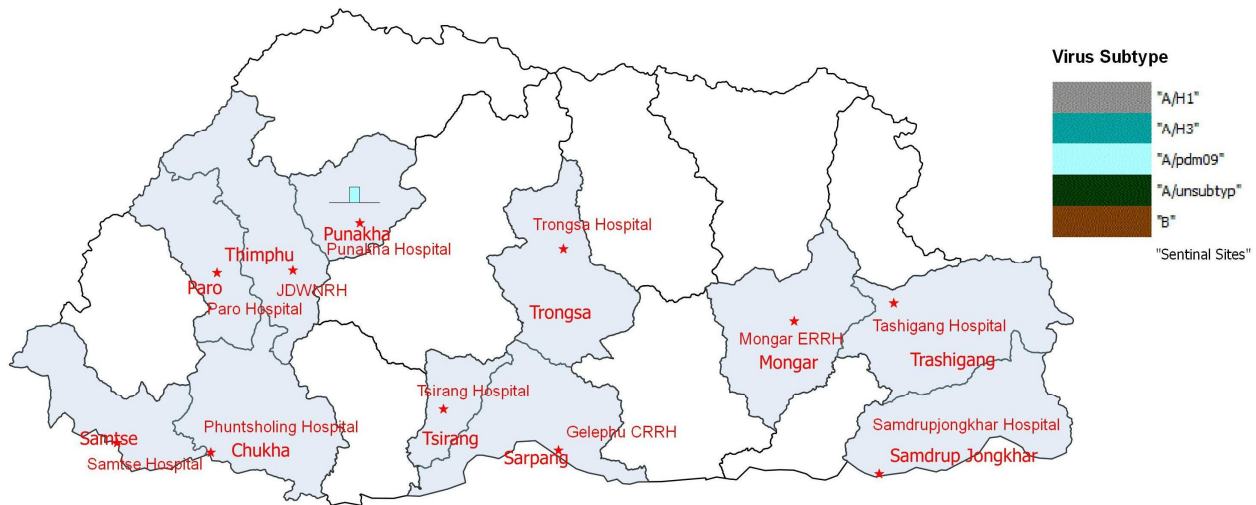 Virus Subtype
"A/H1"
"A/H3"
"A/pdm09"
"A/unsubtyp"
"B"
"Sentinal Sites"
Punakha
Punakha Hospital
Trongsa Hospital
Thimphu
Paro
JDWNRH
Paro Hospital
Trongsa
Tashigang Hospital
Mongar ERRH
Mongar
Trashigang
Tsirang Hospital
Phuntsholing Hospital
Samdrupjongkhar Hospital
Samtse
Chukha
Tsirang
Gelephu CRRH
Samtse Hospital
Sarpang
Samdrup Jongkhar